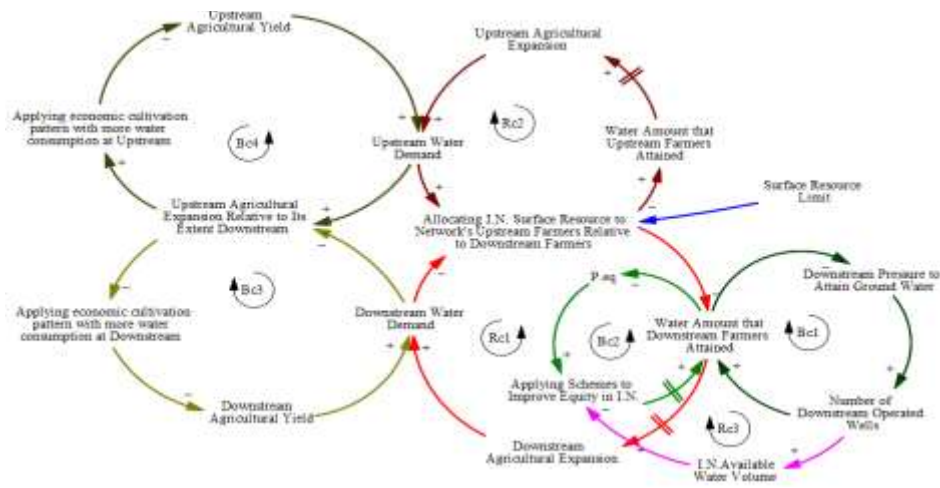 Upstream
Agricultural Yield
Upstream Agricultural
Expansion
Applying economic cultivation
pattern with more water
consumption at Upstream
Bc4
Rc2
Upstream Water
Demand
Water Amount that
Upstream Farmers
Attained
Surface Resource
Limit
Upstream Agricultural
Expansion Relative to Its
Extent Downstream
Allocating I.N. Surface Resource to
Network's Upstream Farmers Relative
to Downstream Farmers
Bc3
P.aq
Downstream Pressure to
Attain Ground Water
Applying economic cultivation
pattern with more water
consumption at Downstream
Downstream Water
Demand
Rc1
Bc2
Water Amount that
Downstream Farmers
Attained
Bc1
Applying Schemes to
Improve Equity in I.N.
Number of
Downstream Operated
Wells
Downstream
Agricultural Yield
Rc3
Downstream
Agricultural Expansion
I.N.Available
Water Volume